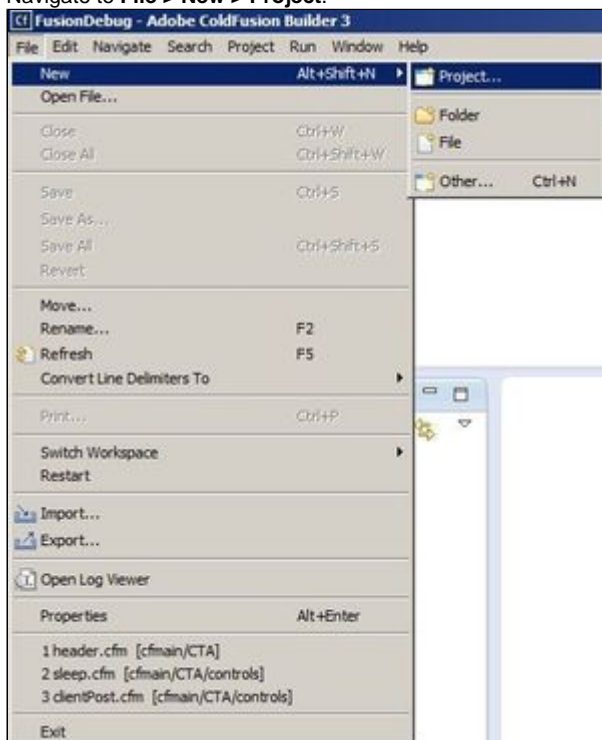 Navigate to File > New > Project.
FusionDebug - Adobe ColdFusion Builder 3
File Edit Navigate Search Project Run Window Help
New Alt+Shift+N
Project...
Open File...
Folder
Close Ctrl+W
File
Close All Ctrl+Shift+W
Other... Ctrl+N
Save Ctrl+S
Save As...
Save All Ctrl+Shift+S
Revert
Move...
Rename... F2
Refresh F5
Convert Line Delimiters To
Print... Ctrl+P
Switch Workspace
Restart
Import...
Export...
Open Log Viewer
Properties Alt+Enter
1 header.cfm [cfmain/CTA]
2 sleep.cfm [cfmain/CTA/controls]
3 clientPost.cfm [cfmain/CTA/controls]
Exit